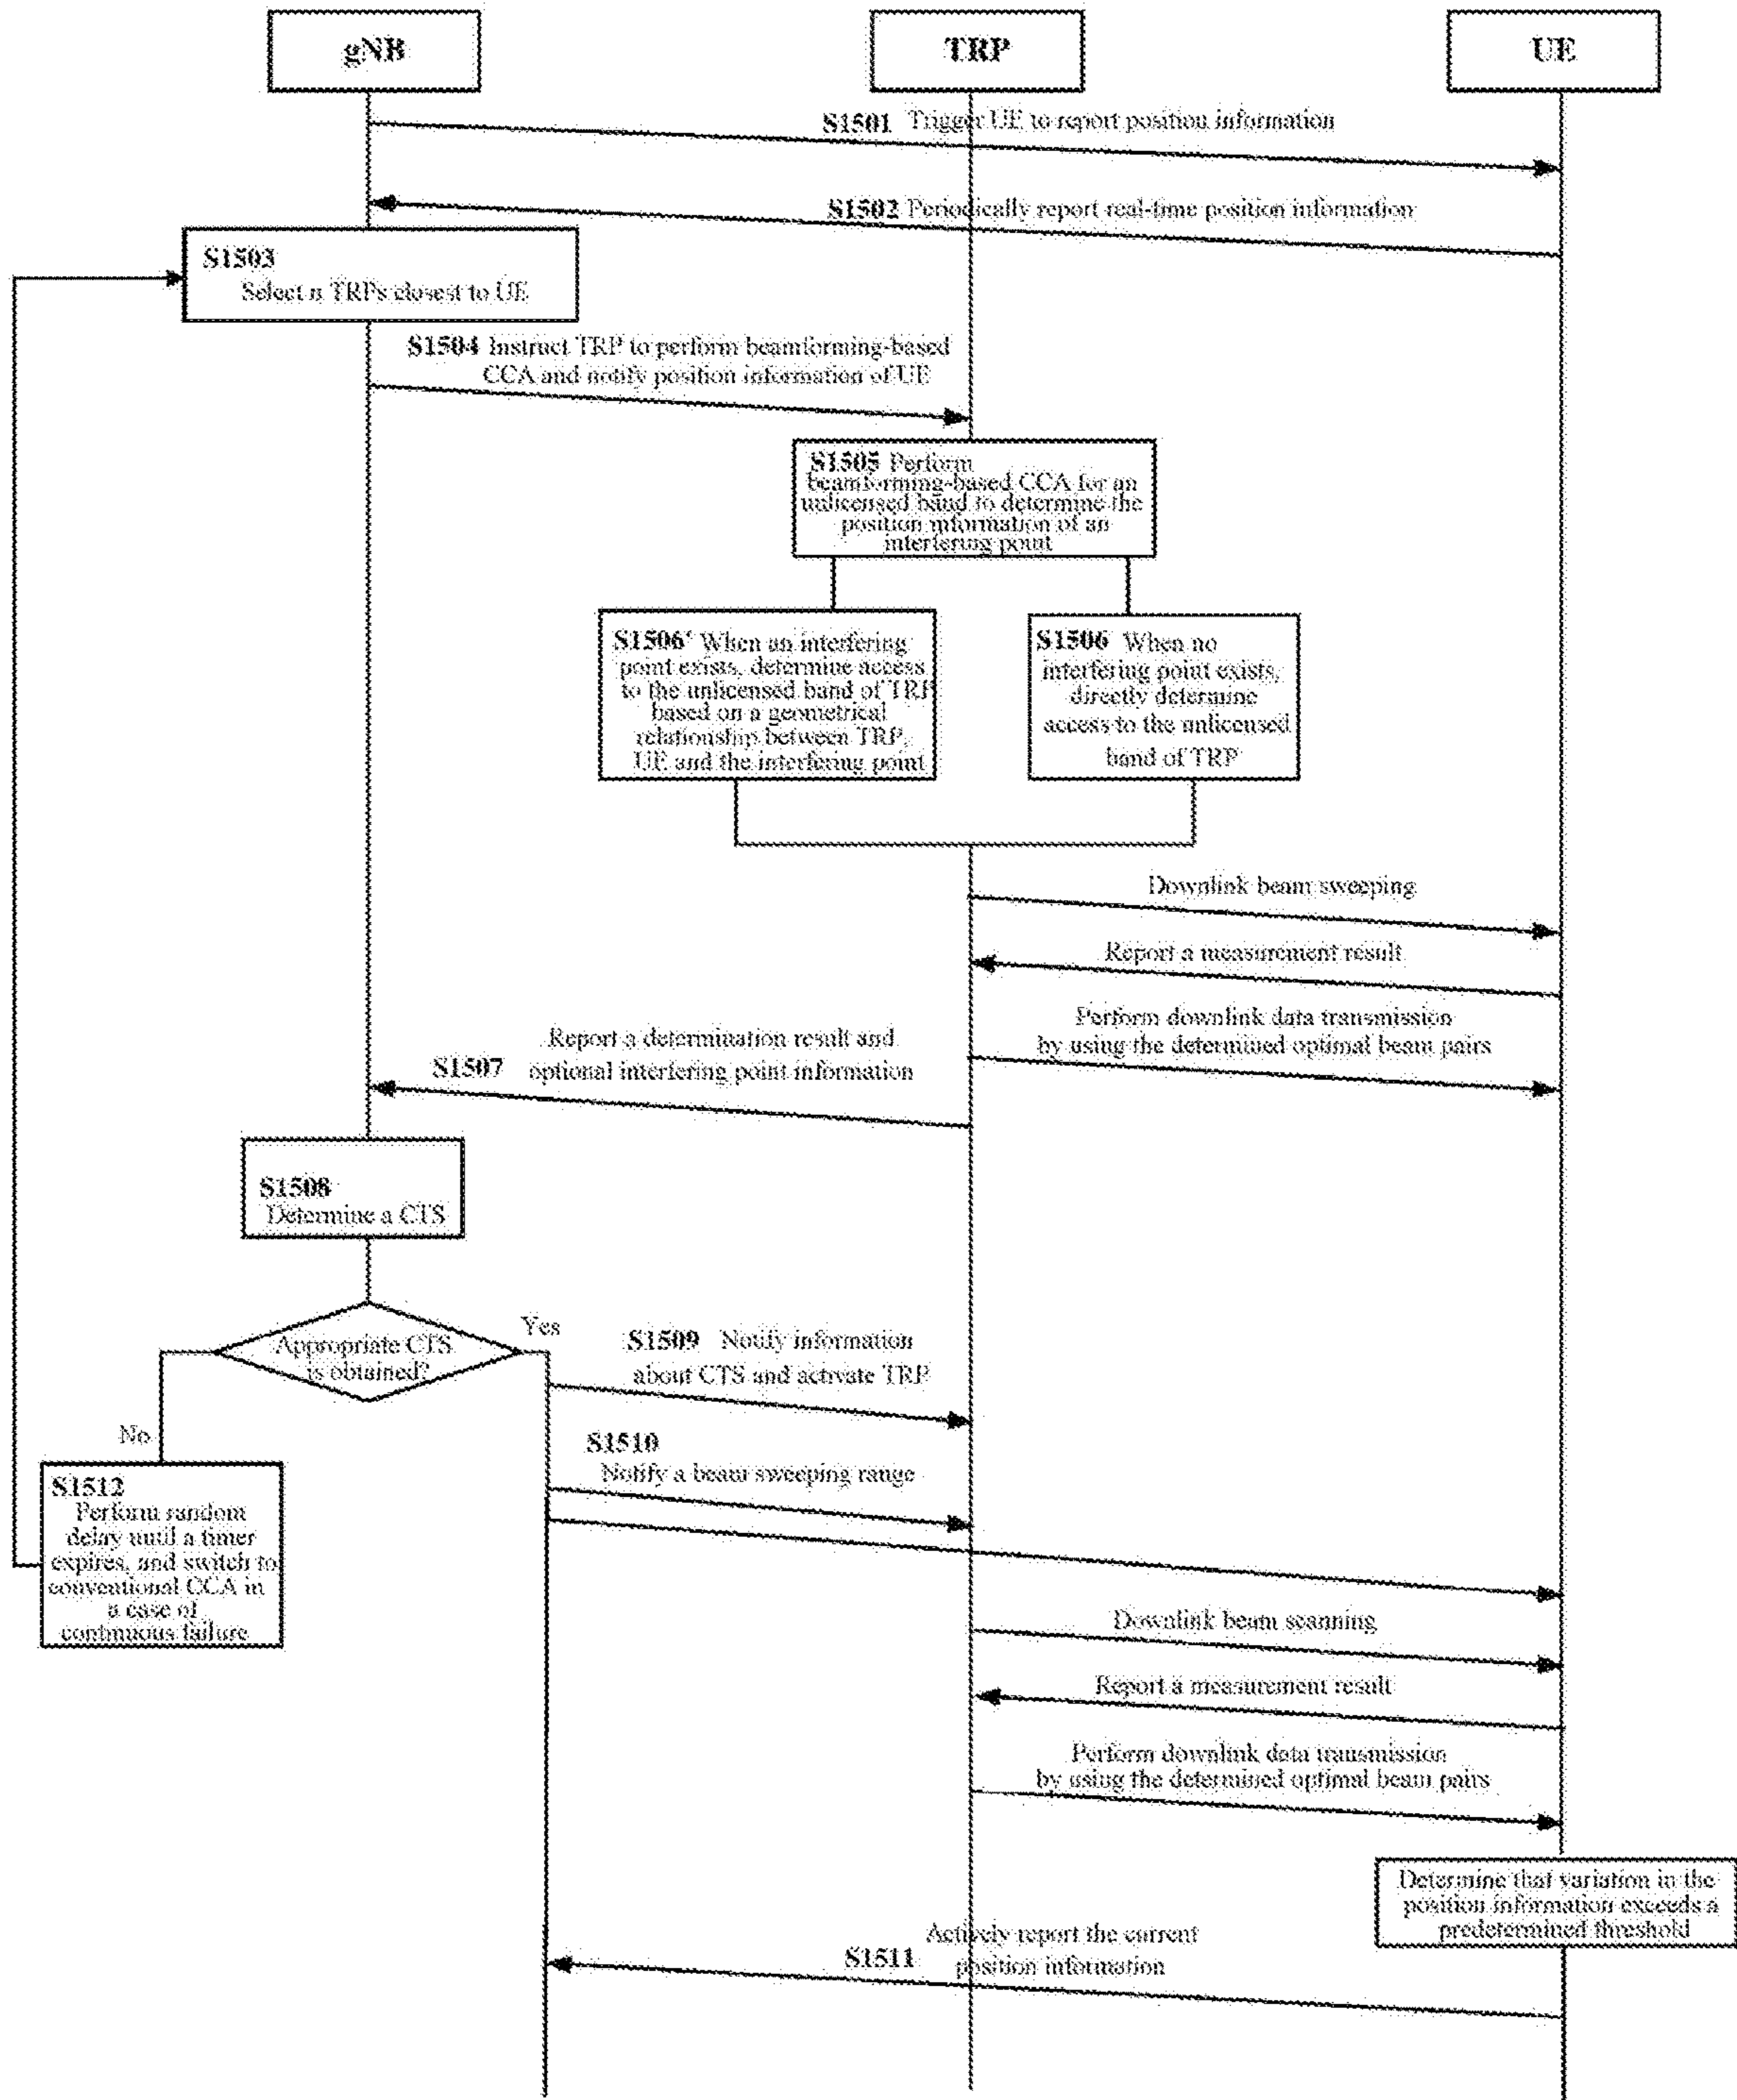 gNB
TRP
UE
S1501 Trigger UE to report position information
S1502 Periodically report real-time position information
S1503
Select n TRPs closest to UE
S1504 Instruct TRP to perform beamforming-based
CCA and notify position information of UE
S1505 Perform
beamforming-based CCA for an
unlicensed band to determine the
position information of an
interfering point
S1506' When an interfering
point exists, determine access
to the unlicensed band of TRP
based on a geometrical
relationship between TRP,
UE and the interfering point
S1506 When no
interfering point exists,
directly determine
access to the unlicensed
band of TRP
Downlink beam sweeping
Report a measurement result
Perform downlink data transmission
by using the determined optimal beam pairs
Report a determination result and
S1507 optional interfering point information
S1508
Determine a CTS
Appropriate CTS
is obtained?
Yes
No
S1509 Notify information
about CTS and activate TRP
S1510
Notify a beam sweeping range
S1512
Perform random
delay until a timer
expires, and switch to
conventional CCA in
a case of
continuous failure
Downlink beam scanning
Report a measurement result
Perform downlink data transmission
by using the determined optimal beam pairs
Determine that variation in the
position information exceeds a
predetermined threshold
Actively report the current
S1511 position information